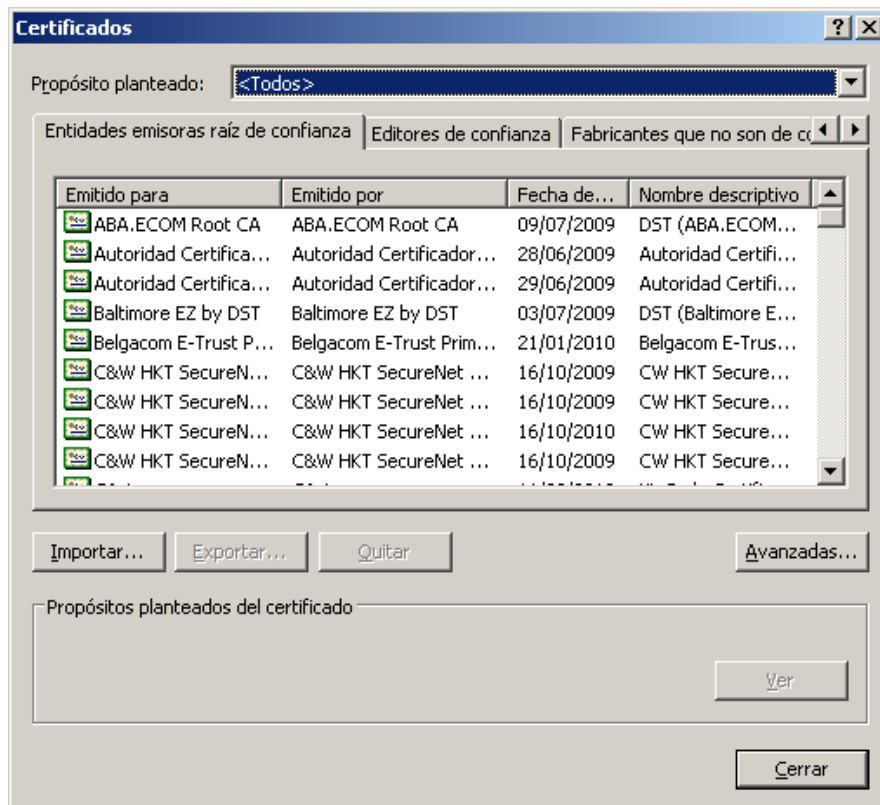 Certificados
Propósito planteado: <Todos>
Entidades emisoras raíz de confianza Editores de confianza Fabricantes que no son de co
Emitido para Emitido por Fecha de... Nombre descriptivo
ABA.ECOM Root CA ABA.ECOM Root CA 09/07/2009 DST (ABA.ECOM...
Autoridad Certifica... Autoridad Certificador... 28/06/2009 Autoridad Certifi...
Autoridad Certifica... Autoridad Certificador... 29/06/2009 Autoridad Certifi...
Baltimore EZ by DST Baltimore EZ by DST 03/07/2009 DST (Baltimore E...
Belgacom E-Trust P... Belgacom E-Trust Prim... 21/01/2010 Belgacom E-Trus...
C&W HKT SecureN... C&W HKT SecureNet ... 16/10/2009 CW HKT Secure...
C&W HKT SecureN... C&W HKT SecureNet ... 16/10/2009 CW HKT Secure...
C&W HKT SecureN... C&W HKT SecureNet ... 16/10/2010 CW HKT Secure...
C&W HKT SecureN... C&W HKT SecureNet ... 16/10/2009 CW HKT Secure...
Importar... Exportar... Quitar Avanzadas...
Propósitos planteados del certificado
Ver
Cerrar